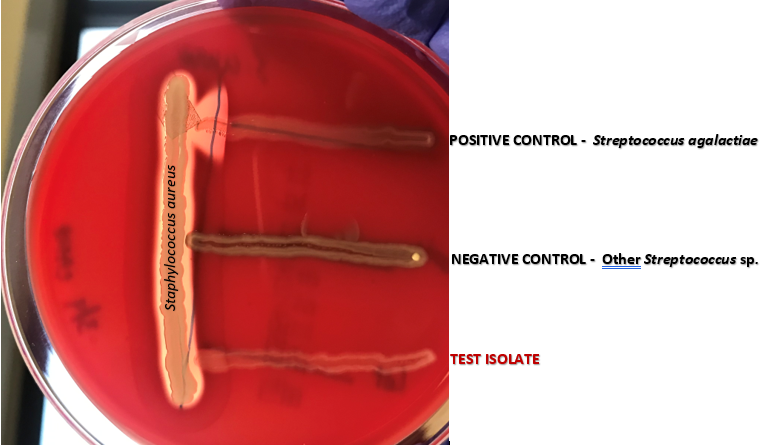 Staphylococcus aureus
POSITIVE CONTROL - Streptococcus agalactiae
NEGATIVE CONTROL - Other Streptococcus sp.
TEST ISOLATE